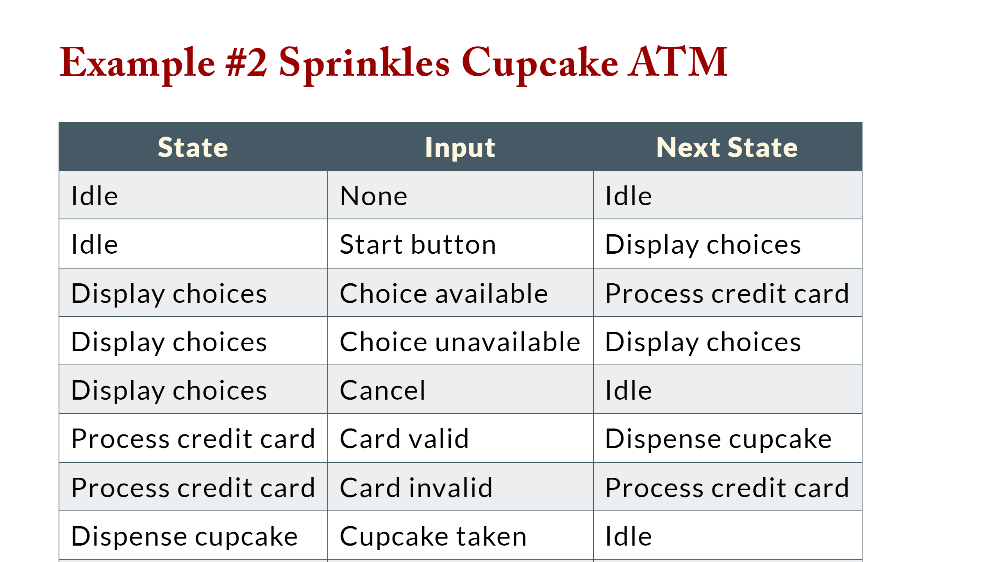 Example #2 Sprinkles Cupcake ATM
State Input Next State
Idle None Idle
Idle Start button Display choices
Display choices Choice available Process credit card
Display choices Choice unavailable Display choices
Display choices Cancel Idle
Process credit card Card valid Dispense cupcake
Process credit card Card invalid Process credit card
Dispense cupcake Cupcake taken Idle